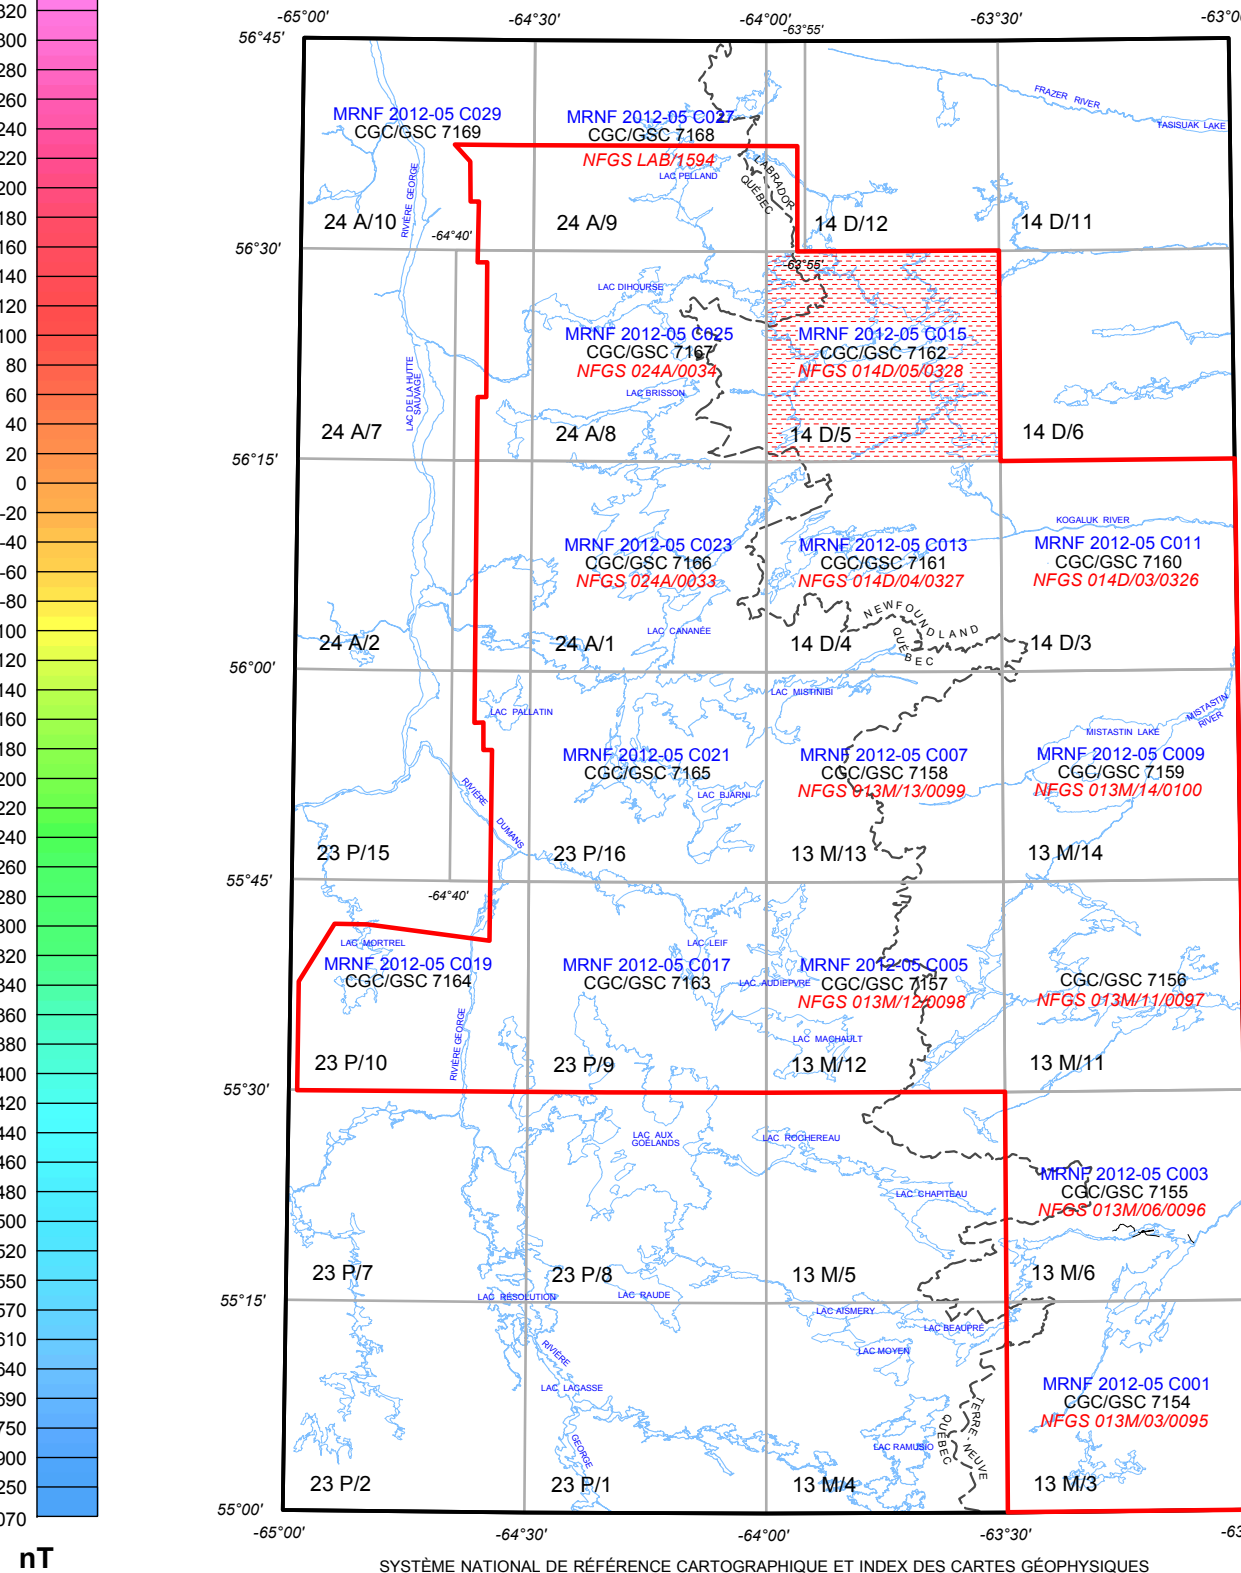 320
300
280
260
240
220
200
180
160
140
120
100
80
60
40
20
0
-20
-40
-60
-80
100
120
140
160
180
200
220
240
260
280
300
320
340
360
380
400
420
440
460
480
500
520
550
570
610
640
690
750
900
250
070
nT
-65°00'
-64°30'
-64°00'
-63°55'
-63°30'
-63°0
56°45'
FRAZER RIVER
TASISUAK LAKE
MRNF 2012-05 C029
CGC/GSC 7169
MRNF 2012-05 C027
CGC/GSC 7168
NFGS LAB/1594
LAC PELLAND
LABRADOR
QUÉBEC
RIVIÈRE GEORGE
24 A/10
-64°40'
24 A/9
14 D/12
14 D/11
56°30'
-63°55'
LAC DIHOURSE
MRNF 2012-05 C025
CGC/GSC 7167
NFGS 024A/0034
MRNF 2012-05 C015
CGC/GSC 7162
NFGS 014D/05/0328
LAC DE LA HUTTE
SAUVAGE
LAC BRISSON
24 A/7
24 A/8
14 D/5
14 D/6
56°15'
KOGALUK RIVER
MRNF 2012-05 C023
CGC/GSC 7166
NFGS 024A/0033
MRNF 2012-05 C013
CGC/GSC 7161
NFGS 014D/04/0327
MRNF 2012-05 C011
CGC/GSC 7160
NFGS 014D/03/0326
NEWFOUNDLAND
QUÉBEC
LAC CANANÉE
24 A/2
24 A/1
14 D/4
14 D/3
56°00'
LAC MISTINIBI
LAC PALLATIN
MISTASTIN LAKE
MISTASTIN
RIVER
MRNF 2012-05 C021
CGC/GSC 7165
MRNF 2012-05 C007
CGC/GSC 7158
NFGS 013M/13/0099
MRNF 2012-05 C009
CGC/GSC 7159
NFGS 013M/14/0100
LAC BJARNI
RIVIÈRE
DUMANS
23 P/15
23 P/16
13 M/13
13 M/14
55°45'
-64°40'
LAC MORTREL
LAC LEIF
MRNF 2012-05 C019
CGC/GSC 7164
MRNF 2012-05 C017
CGC/GSC 7163
LAC AUDIEPVRE
MRNF 2012-05 C005
CGC/GSC 7157
NFGS 013M/12/0098
CGC/GSC 7156
NFGS 013M/11/0097
LAC MACHAULT
RIVIÈRE GEORGE
23 P/10
23 P/9
13 M/12
13 M/11
55°30'
LAC AUX
GOÉLANDS
LAC ROCHEREAU
LAC CHAPITEAU
MRNF 2012-05 C003
CGC/GSC 7155
NFGS 013M/06/0096
23 P/7
23 P/8
13 M/5
13 M/6
LAC RÉSOLUTION
LAC RAUDE
55°15'
LAC AISMERY
LAC BEAUPRÉ
LAC MOYEN
RIVIÈRE
LAC LACASSE
GEORGE
MRNF 2012-05 C001
CGC/GSC 7154
NFGS 013M/03/0095
LAC RAMUSIO
QUÉBEC
TERRE-NEUVE
23 P/2
23 P/1
13 M/4
13 M/3
55°00'
-65°00'
-64°30'
-64°00'
-63°30'
-63
SYSTÈME NATIONAL DE RÉFÉRENCE CARTOGRAPHIQUE ET INDEX DES CARTES GÉOPHYSIQUES